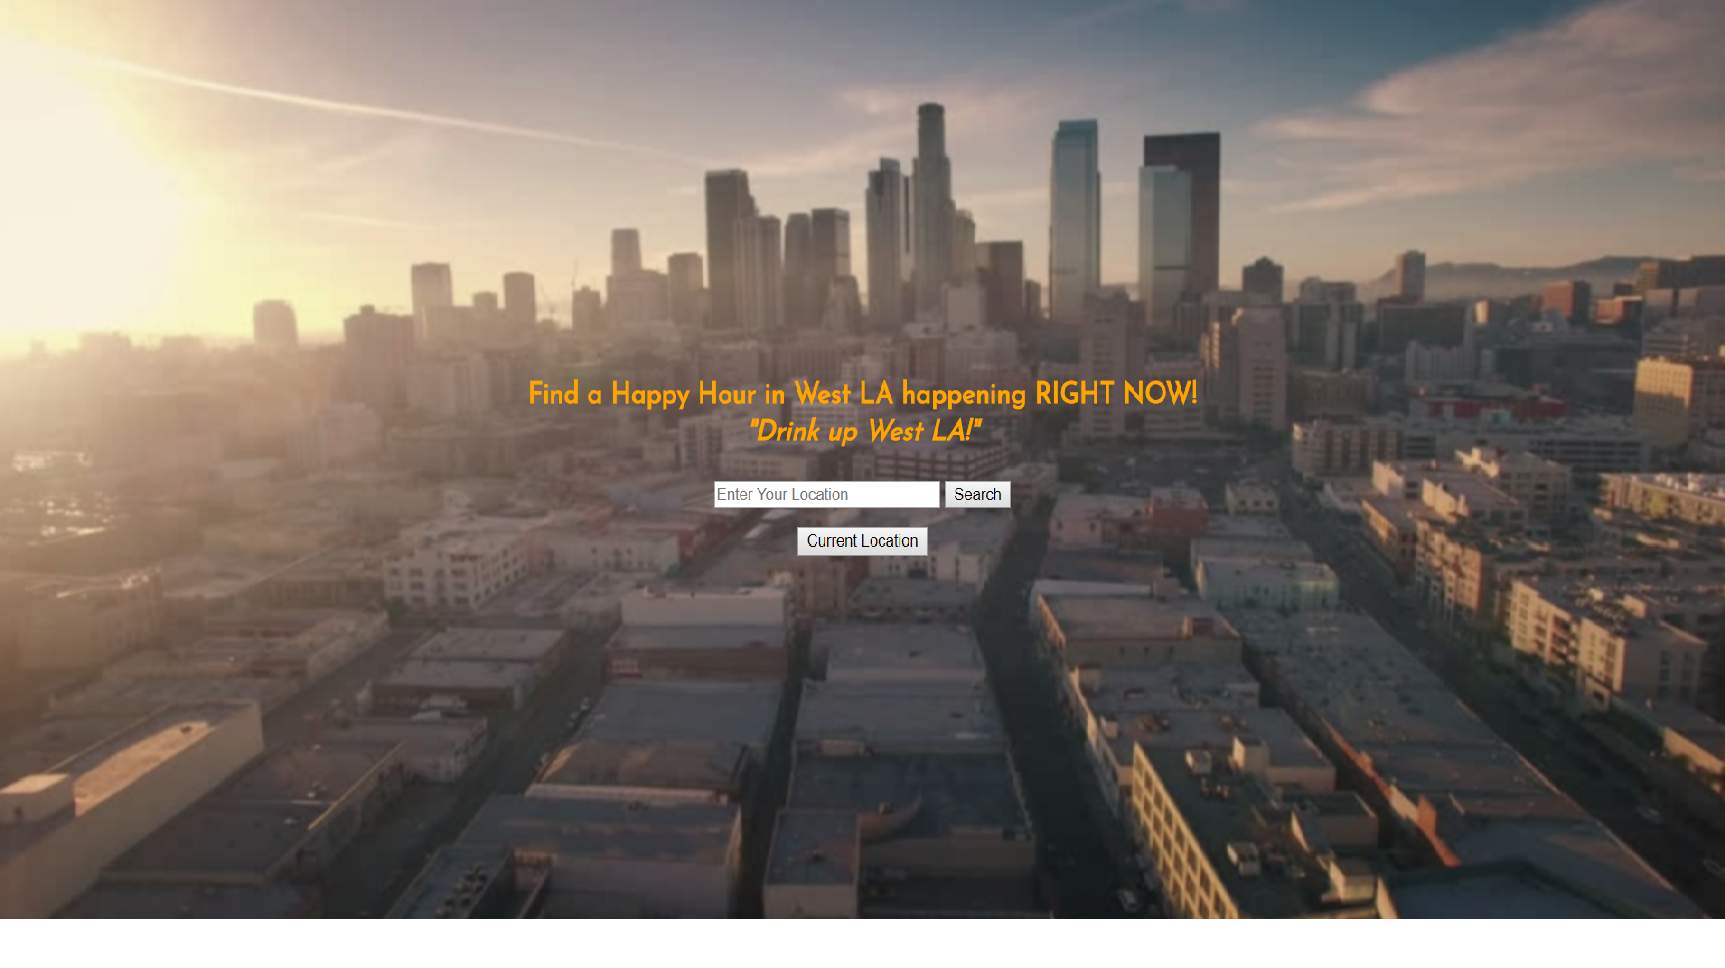 Find a Happy Hour in West LA happening RIGHT NOW!
"Drink up West LA!"
Enter Your Location Search
Current Location